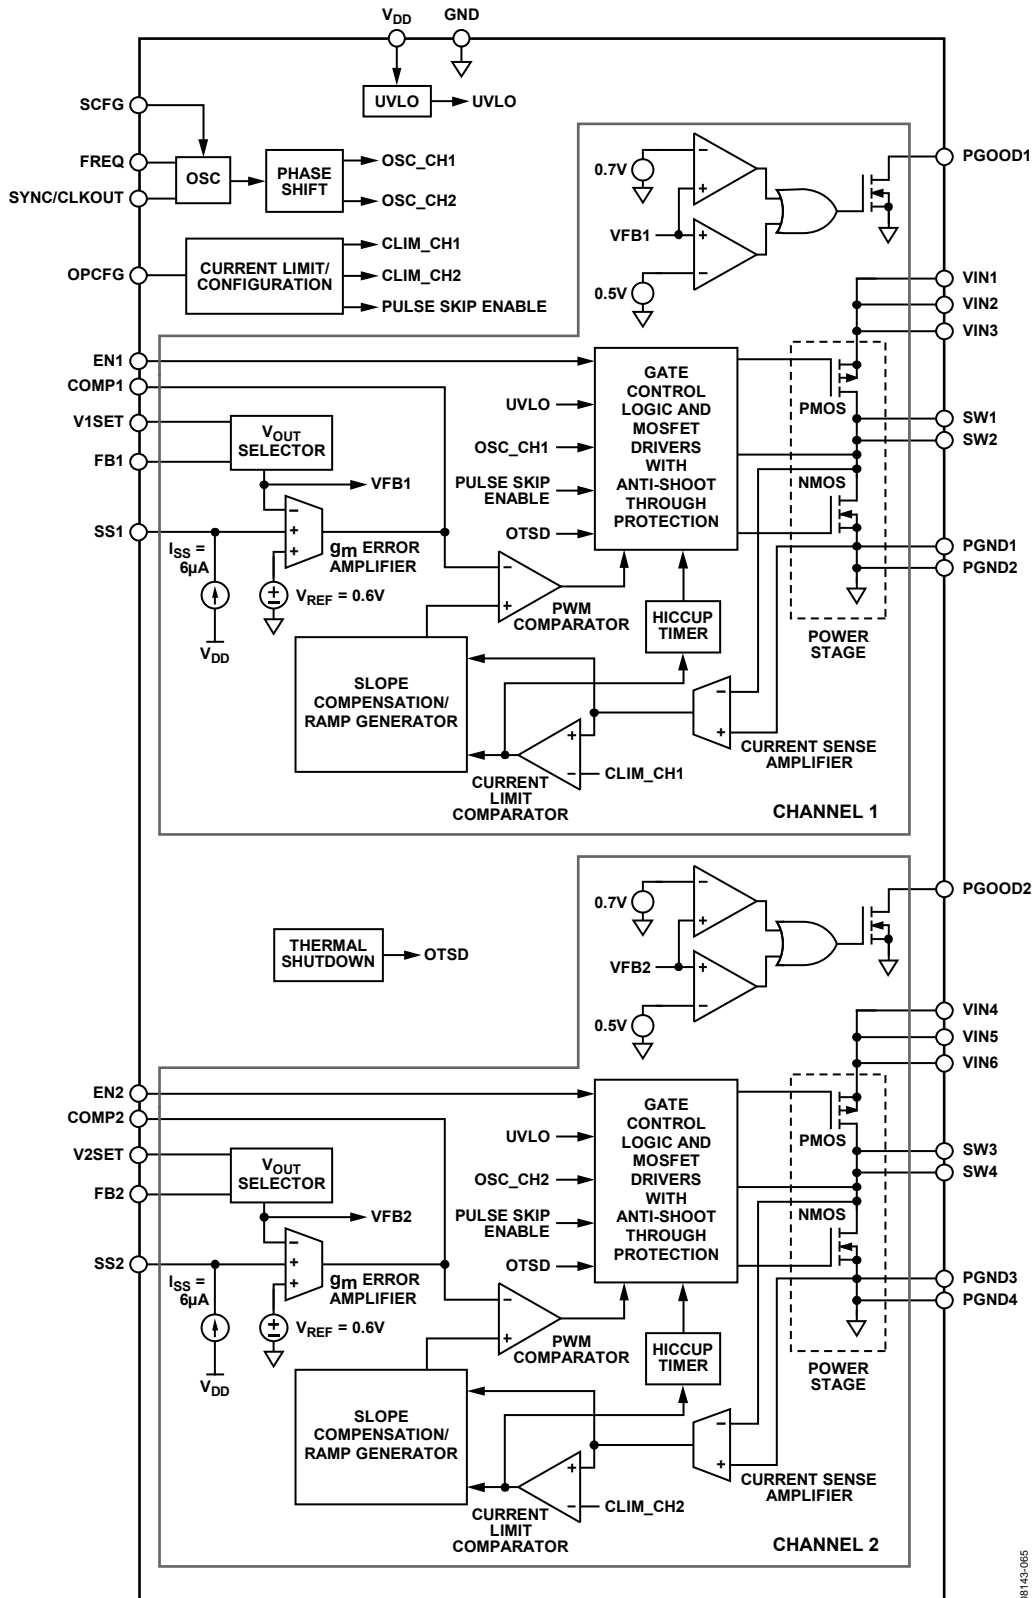 VDD
GND
SCFG
UVLO
UVLO
FREQ
OSC
PHASE
SHIFT
OSC_CH1
OSC_CH2
SYNC/CLKOUT
0.7V
−
+
PGOOD1
VFB1
+
−
0.5V
OPCFG
CURRENT LIMIT/
CONFIGURATION
CLIM_CH1
CLIM_CH2
PULSE SKIP ENABLE
VIN1
VIN2
VIN3
EN1
COMP1
V1SET
FB1
VOUT
SELECTOR
VFB1
UVLO
OSC_CH1
PULSE SKIP
ENABLE
OTSD
GATE
CONTROL
LOGIC AND
MOSFET
DRIVERS
WITH
ANTI-SHOOT
THROUGH
PROTECTION
PMOS
SW1
SW2
NMOS
SS1
ISS =
6µA
−
+
+
gm ERROR
AMPLIFIER
VREF = 0.6V
VDD
−
+
PWM
COMPARATOR
HICCUP
TIMER
PGND1
PGND2
POWER
STAGE
SLOPE
COMPENSATION/
RAMP GENERATOR
+
−
CLIM_CH1
CURRENT
LIMIT
COMPARATOR
−
+
CURRENT SENSE
AMPLIFIER
CHANNEL 1
THERMAL
SHUTDOWN
OTSD
0.7V
−
+
PGOOD2
VFB2
+
−
0.5V
VIN4
VIN5
VIN6
EN2
COMP2
V2SET
FB2
VOUT
SELECTOR
VFB2
UVLO
OSC_CH2
PULSE SKIP
ENABLE
OTSD
GATE
CONTROL
LOGIC AND
MOSFET
DRIVERS
WITH
ANTI-SHOOT
THROUGH
PROTECTION
PMOS
SW3
SW4
NMOS
SS2
ISS =
6µA
−
+
+
gm ERROR
AMPLIFIER
VREF = 0.6V
VDD
−
+
PWM
COMPARATOR
HICCUP
TIMER
PGND3
PGND4
POWER
STAGE
SLOPE
COMPENSATION/
RAMP GENERATOR
+
−
CLIM_CH2
CURRENT
LIMIT
COMPARATOR
−
+
CURRENT SENSE
AMPLIFIER
CHANNEL 2
08143-065